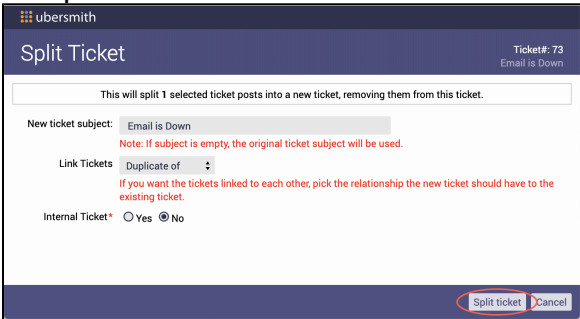 ubersmith
Split Ticket
Ticket#: 73
Email is Down
This will split 1 selected ticket posts into a new ticket, removing them from this ticket.
New ticket subject: Email is Down
Note: If subject is empty, the original ticket subject will be used.
Link Tickets Duplicate of
If you want the tickets linked to each other, pick the relationship the new ticket should have to the
existing ticket.
Internal Ticket* Yes No
Split ticket Cancel